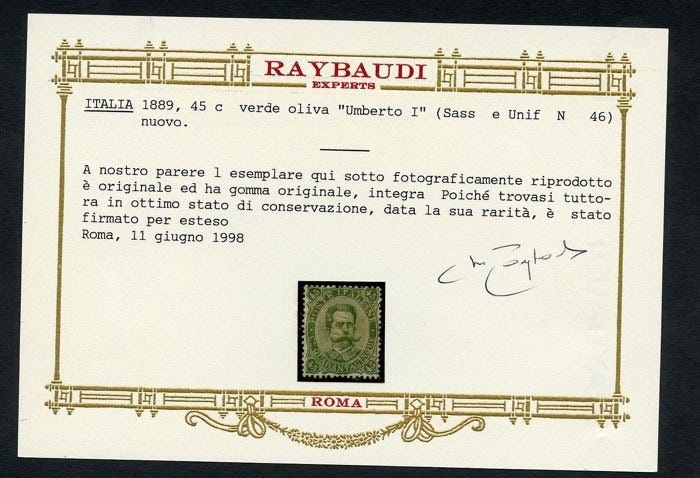 RAYBAUDI
EXPERTS
ITALIA 1889, 45 c verde oliva "Umberto I" (Sass e Unif N 46)
nuovo.
A nostro parere l esemplare qui sotto fotograficamente riprodotto
è originale ed ha gomma originale, integra Poiché trovasi tutto-
ra in ottimo stato di conservazione, data la sua rarità, è stato
firmato per esteso
Roma, 11 giugno 1998
POSTE ITALIANE
ROMA